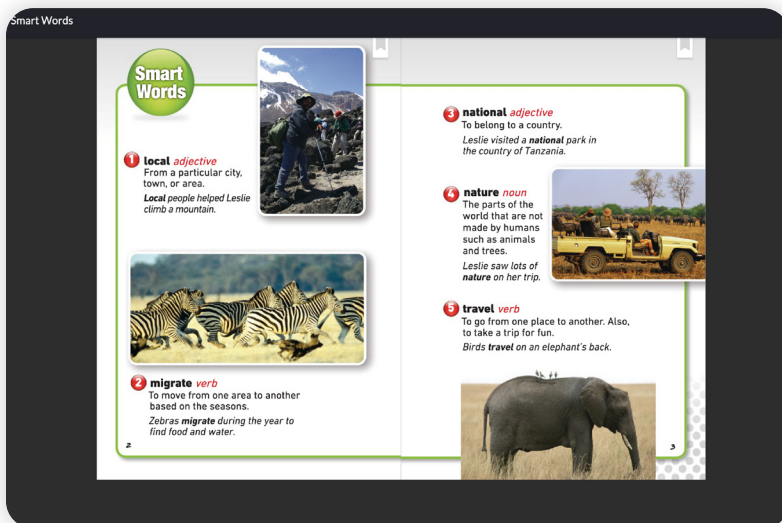 Smart Words
Smart
Words
1 local adjective
From a particular city,
town, or area.
Local people helped Leslie
climb a mountain.
2 migrate verb
To move from one area to another
based on the seasons.
Zebras migrate during the year to
find food and water.
2
3 national adjective
To belong to a country.
Leslie visited a national park in
the country of Tanzania.
4 nature noun
The parts of the
world that are not
made by humans
such as animals
and trees.
Leslie saw lots of
nature on her trip.
5 travel verb
To go from one place to another. Also,
to take a trip for fun.
Birds travel on an elephant's back.
3